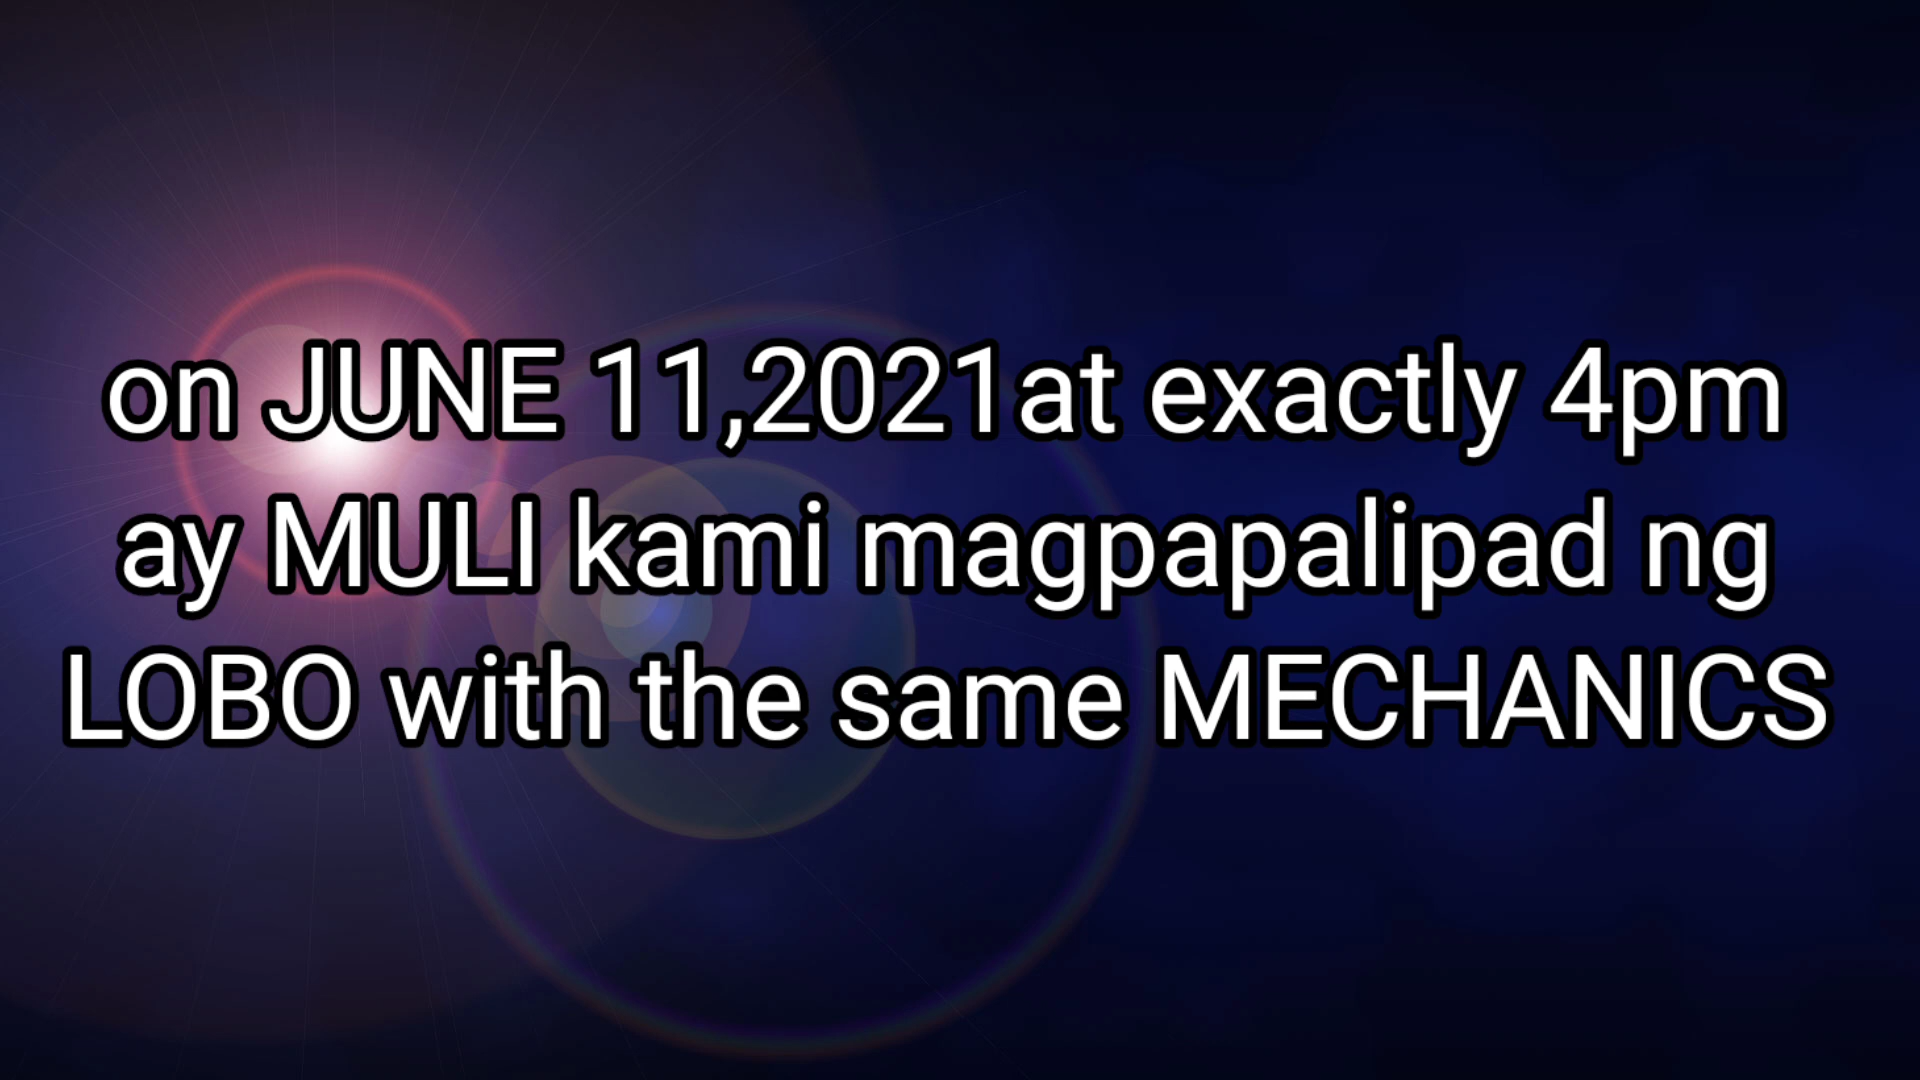 on JUNE 11,2021at exactly 4pm
ay MULI kami magpapalipad ng
LOBO with the same MECHANICS